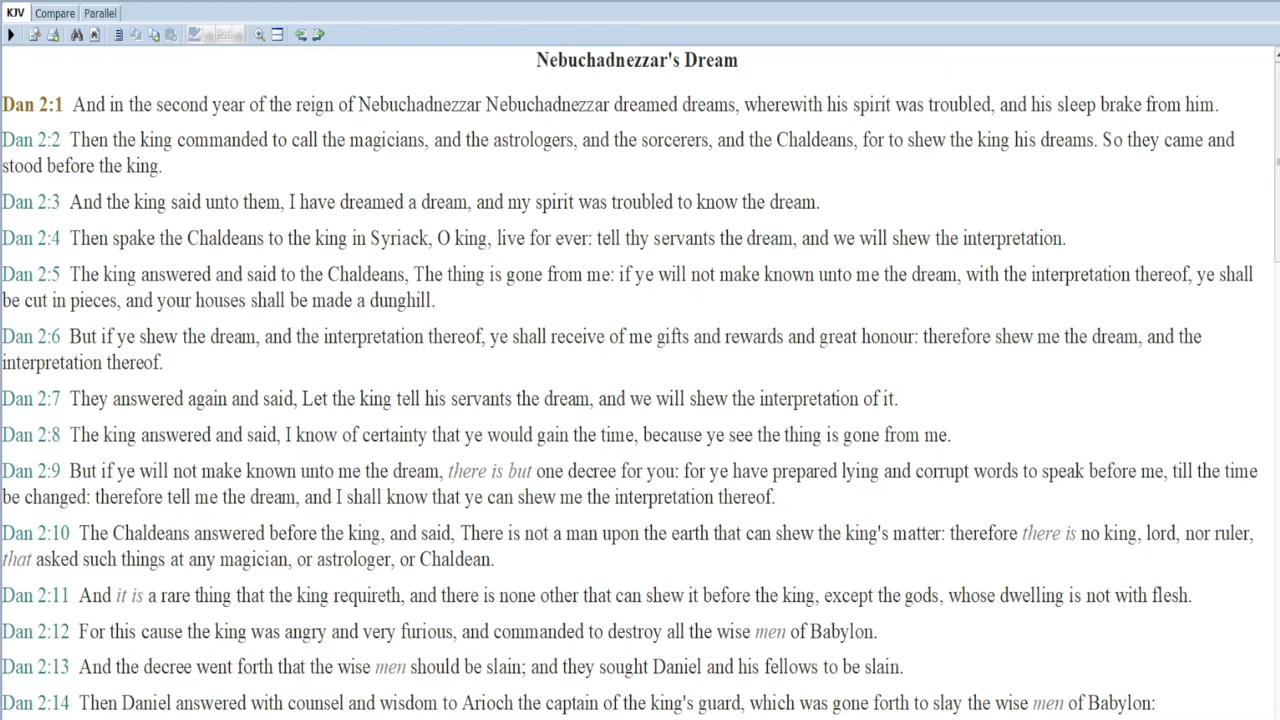 KJV Compare Parallel
Nebuchadnezzar's Dream
Dan 2:1 And in the second year of the reign of Nebuchadnezzar Nebuchadnezzar dreamed dreams, wherewith his spirit was troubled, and his sleep brake from him.
Dan 2:2 Then the king commanded to call the magicians, and the astrologers, and the sorcerers, and the Chaldeans, for to shew the king his dreams. So they came and
stood before the king.
Dan 2:3 And the king said unto them, I have dreamed a dream, and my spirit was troubled to know the dream.
Dan 2:4 Then spake the Chaldeans to the king in Syriack, O king, live for ever: tell thy servants the dream, and we will shew the interpretation.
Dan 2:5 The king answered and said to the Chaldeans, The thing is gone from me: if ye will not make known unto me the dream, with the interpretation thereof, ye shall
be cut in pieces, and your houses shall be made a dunghill.
Dan 2:6 But if ye shew the dream, and the interpretation thereof, ye shall receive of me gifts and rewards and great honour: therefore shew me the dream, and the
interpretation thereof.
Dan 2:7 They answered again and said, Let the king tell his servants the dream, and we will shew the interpretation of it.
Dan 2:8 The king answered and said, I know of certainty that ye would gain the time, because ye see the thing is gone from me.
Dan 2:9 But if ye will not make known unto me the dream, there is but one decree for you: for ye have prepared lying and corrupt words to speak before me, till the time
be changed: therefore tell me the dream, and I shall know that ye can shew me the interpretation thereof.
Dan 2:10 The Chaldeans answered before the king, and said, There is not a man upon the earth that can shew the king's matter: therefore there is no king, lord, nor ruler,
that asked such things at any magician, or astrologer, or Chaldean.
Dan 2:11 And it is a rare thing that the king requireth, and there is none other that can shew it before the king, except the gods, whose dwelling is not with flesh.
Dan 2:12 For this cause the king was angry and very furious, and commanded to destroy all the wise men of Babylon.
Dan 2:13 And the decree went forth that the wise men should be slain; and they sought Daniel and his fellows to be slain.
Dan 2:14 Then Daniel answered with counsel and wisdom to Arioch the captain of the king's guard, which was gone forth to slay the wise men of Babylon: